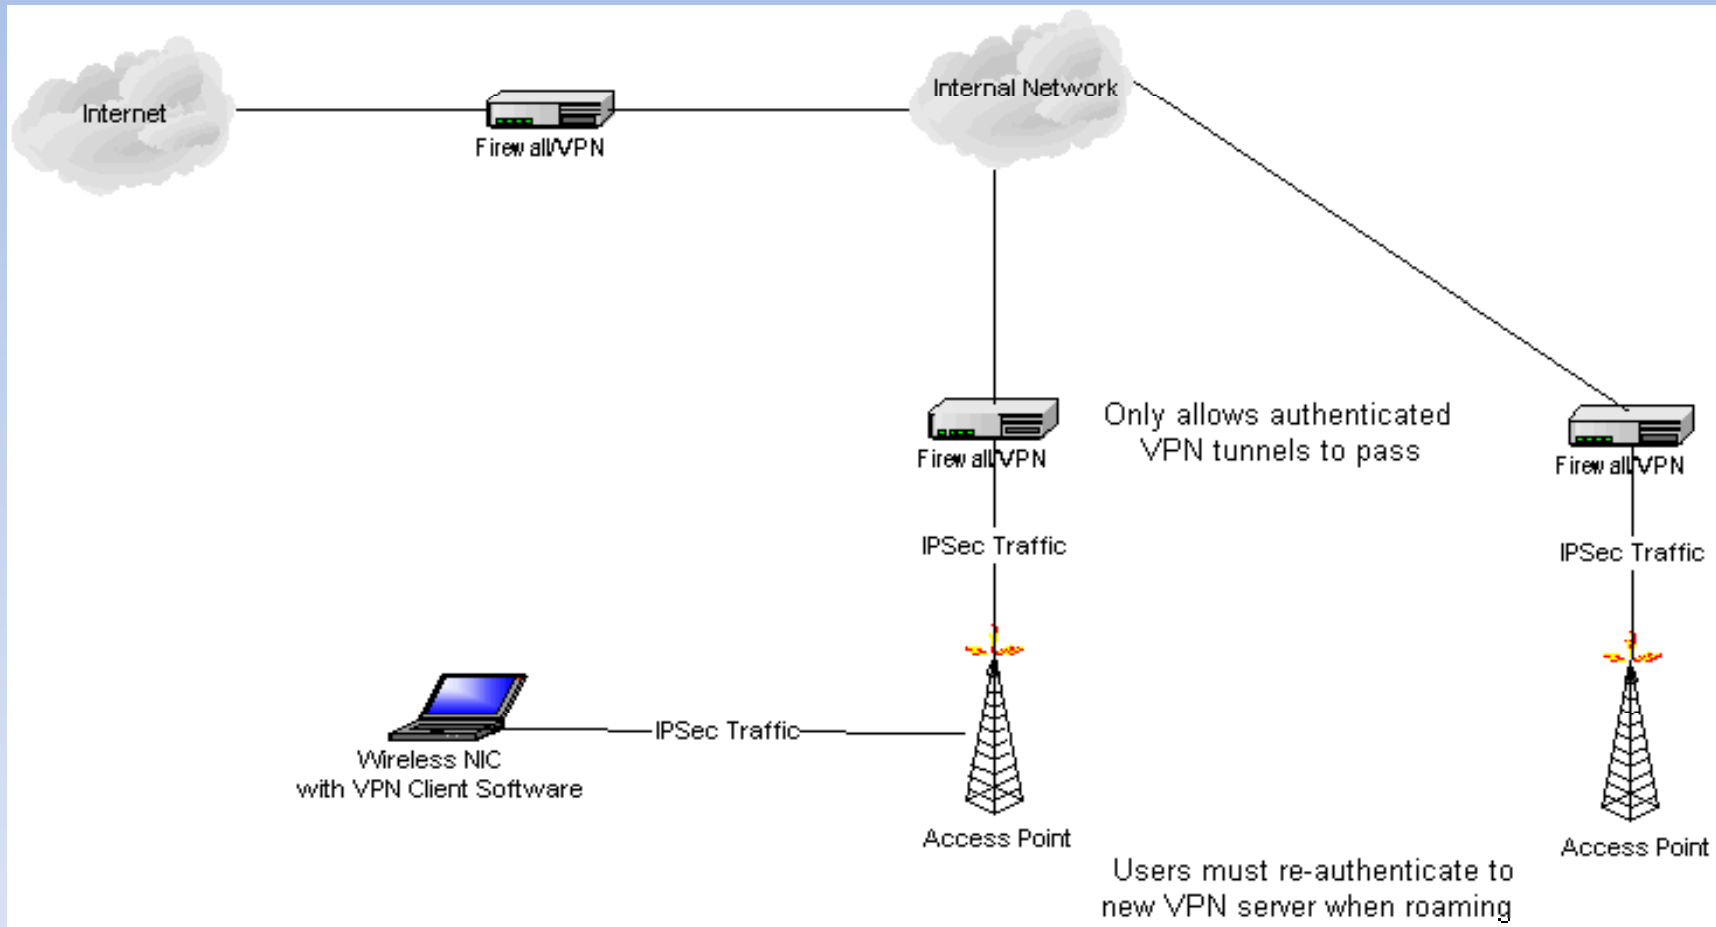 Internet
Internal Network
Firewall/VPN
Only allows authenticated
VPN tunnels to pass
Firewall/VPN
Firewall/VPN
IPSec Traffic
IPSec Traffic
IPSec Traffic
Wireless NIC
with VPN Client Software
Access Point
Access Point
Users must re-authenticate to
new VPN server when roaming